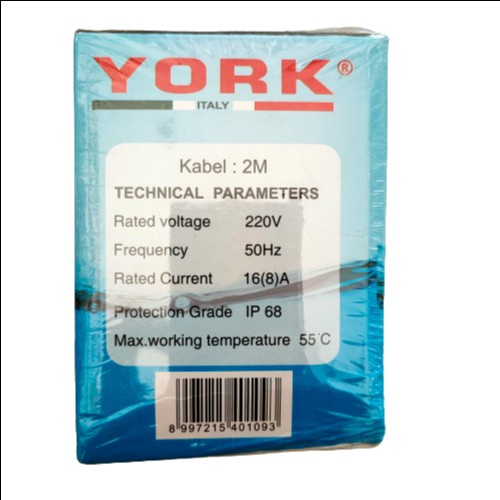 YORK®
ITALY
Kabel : 2M
TECHNICAL PARAMETERS
Rated voltage 220V
Frequency 50Hz
Rated Current 16(8)A
Protection Grade IP 68
Max.working temperature 55°C
8 997215 401093